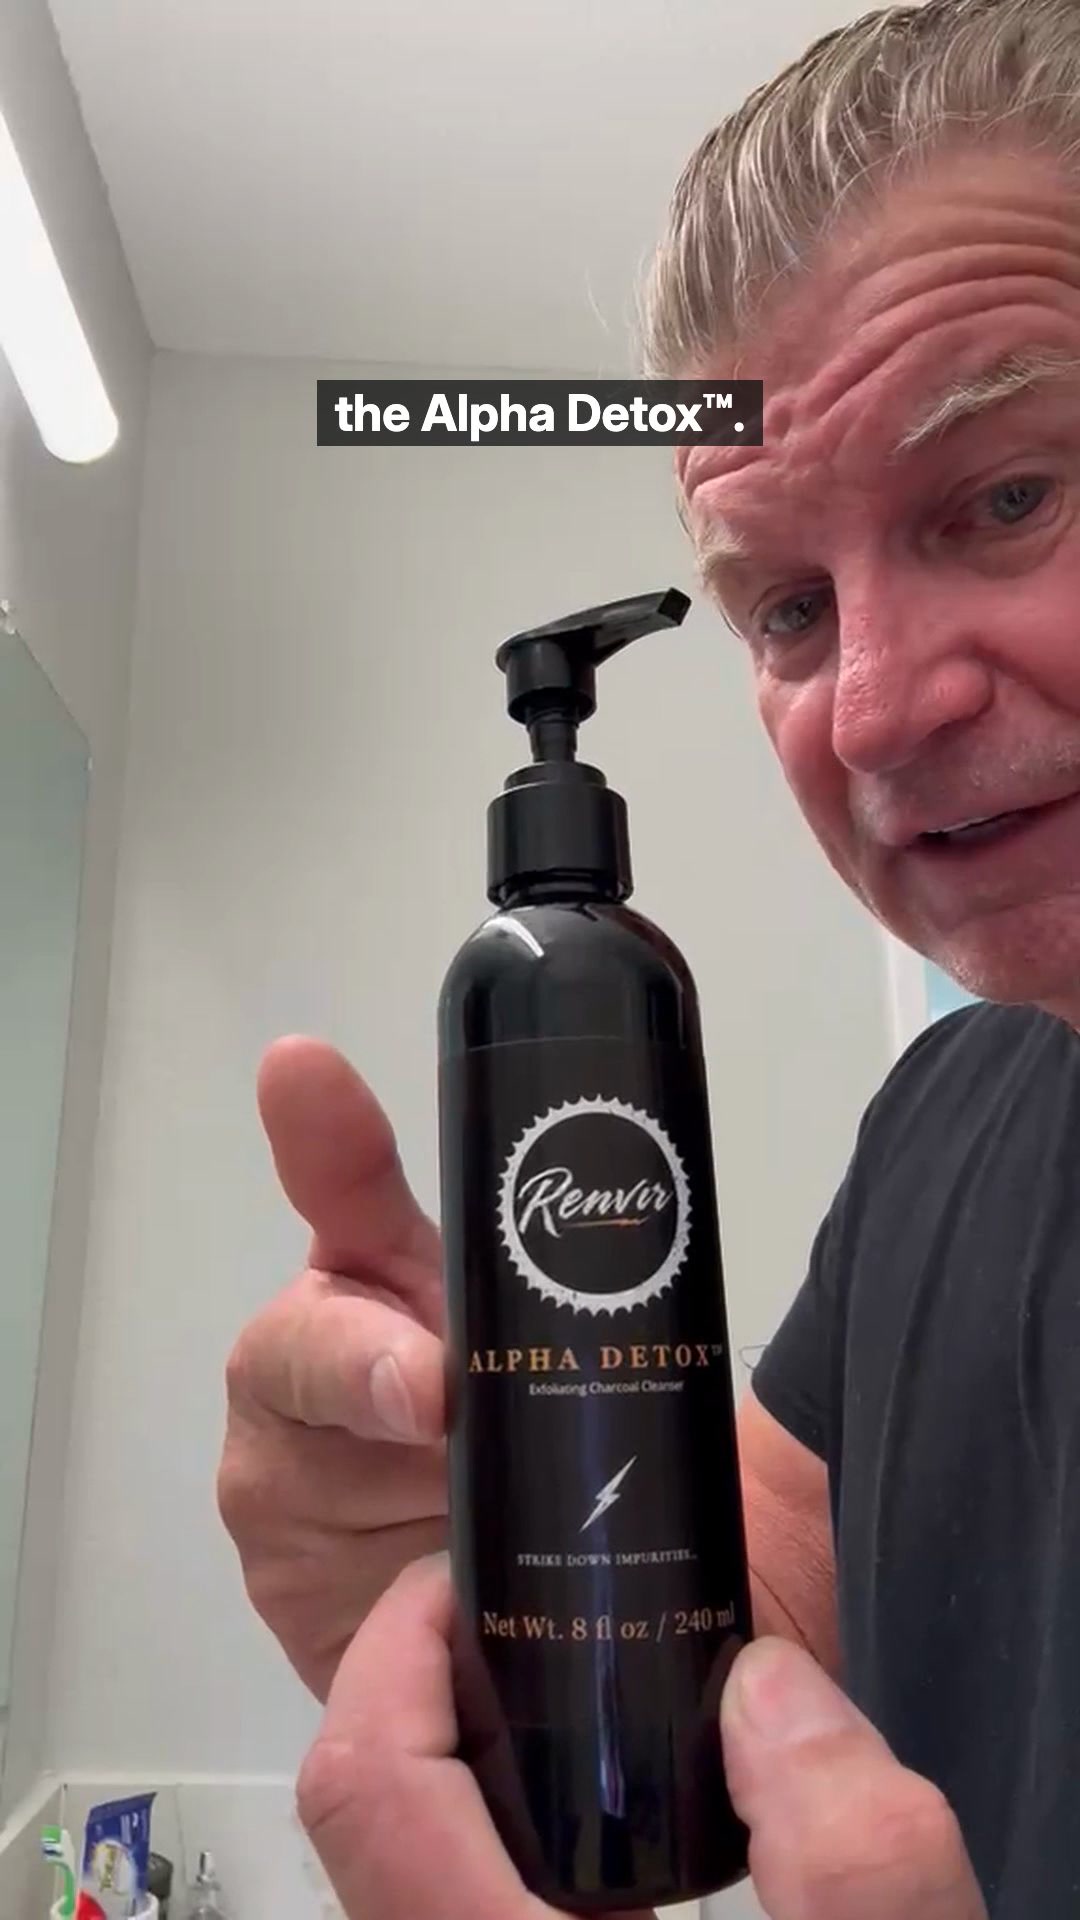 the Alpha Detox™.
Renvir
ALPHA DETOX™
Exfoliating Charcoal Cleanser
STRIKE DOWN IMPURITIES..
Net Wt. 8 fl oz / 240 ml